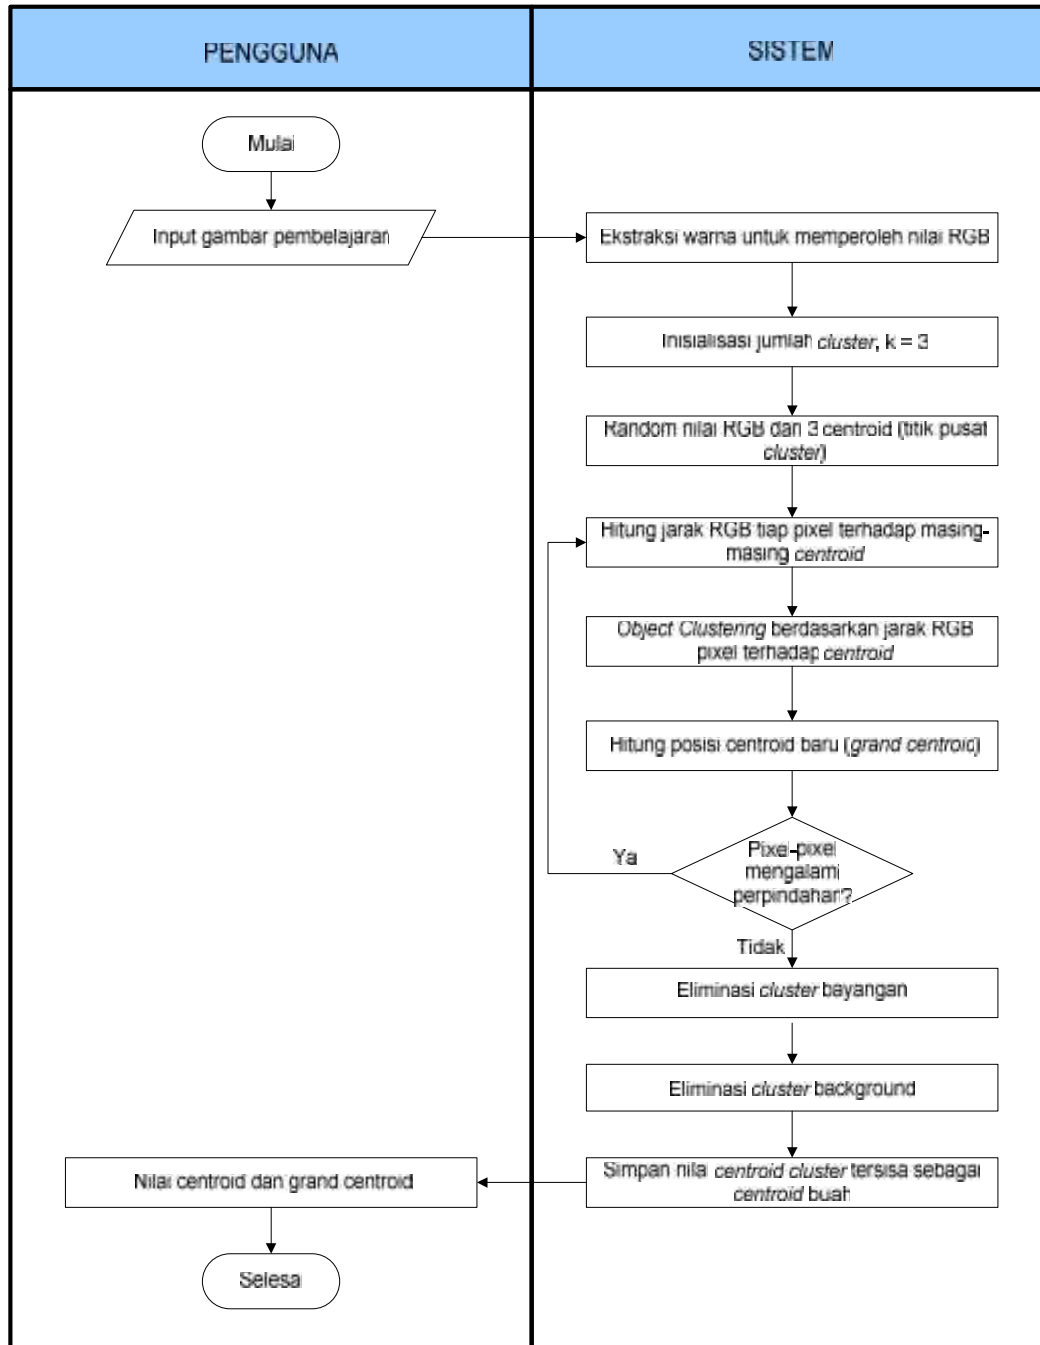 PENGGUNA
SISTEM
Mulai
Input gambar pembelajaran
Ekstraksi warna untuk memperoleh nilai RGB
Inisialisasi jumlah cluster, k = 3
Random nilai RGB dari 3 centroid (titik pusat
cluster)
Hitung jarak RGB tiap pixel terhadap masing-
masing centroid
Object Clustering berdasarkan jarak RGB
pixel terhadap centroid
Hitung posisi centroid baru (grand centroid)
Pixel-pixel
mengalami
perpindahan?
Ya
Tidak
Eliminasi cluster bayangan
Eliminasi cluster background
Simpan nilai centroid cluster tersisa sebagai
centroid buah
Nilai centroid dan grand centroid
Selesai